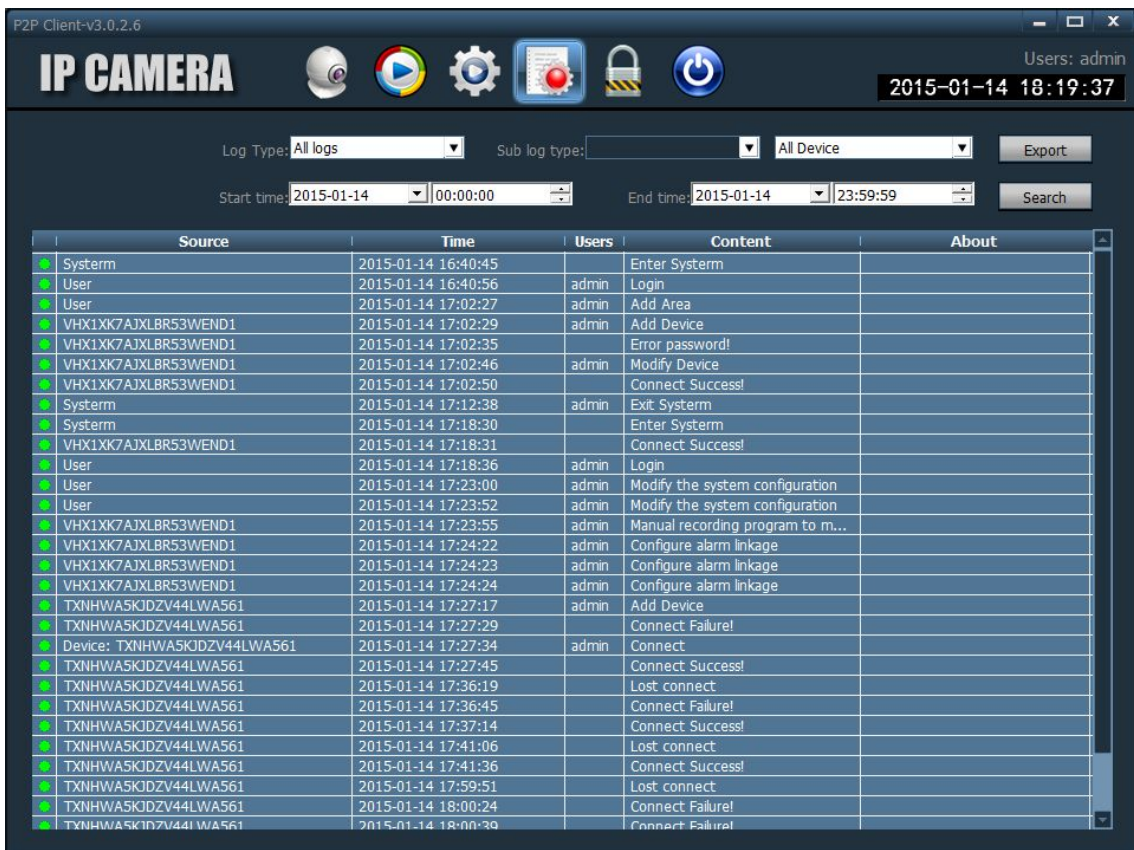 P2P Client-v3.0.2.6
IP CAMERA
Users: admin
2015-01-14 18:19:37
Log Type: All logs Sub log type: All Device Export
Start time: 2015-01-14 00:00:00 End time: 2015-01-14 23:59:59 Search
Source Time Users Content About
Systerm 2015-01-14 16:40:45 Enter Systerm
User 2015-01-14 16:40:56 admin Login
User 2015-01-14 17:02:27 admin Add Area
VHX1XK7AJXLBR53WEND1 2015-01-14 17:02:29 admin Add Device
VHX1XK7AJXLBR53WEND1 2015-01-14 17:02:35 Error password!
VHX1XK7AJXLBR53WEND1 2015-01-14 17:02:46 admin Modify Device
VHX1XK7AJXLBR53WEND1 2015-01-14 17:02:50 Connect Success!
Systerm 2015-01-14 17:12:38 admin Exit Systerm
Systerm 2015-01-14 17:18:30 Enter Systerm
VHX1XK7AJXLBR53WEND1 2015-01-14 17:18:31 Connect Success!
User 2015-01-14 17:18:36 admin Login
User 2015-01-14 17:23:00 admin Modify the system configuration
User 2015-01-14 17:23:52 admin Modify the system configuration
VHX1XK7AJXLBR53WEND1 2015-01-14 17:23:55 admin Manual recording program to m...
VHX1XK7AJXLBR53WEND1 2015-01-14 17:24:22 admin Configure alarm linkage
VHX1XK7AJXLBR53WEND1 2015-01-14 17:24:23 admin Configure alarm linkage
VHX1XK7AJXLBR53WEND1 2015-01-14 17:24:24 admin Configure alarm linkage
TXNHWA5KJDZV44LWA561 2015-01-14 17:27:17 admin Add Device
TXNHWA5KJDZV44LWA561 2015-01-14 17:27:29 Connect Failure!
Device: TXNHWA5KJDZV44LWA561 2015-01-14 17:27:34 admin Connect
TXNHWA5KJDZV44LWA561 2015-01-14 17:27:45 Connect Success!
TXNHWA5KJDZV44LWA561 2015-01-14 17:36:19 Lost connect
TXNHWA5KJDZV44LWA561 2015-01-14 17:36:45 Connect Failure!
TXNHWA5KJDZV44LWA561 2015-01-14 17:37:14 Connect Success!
TXNHWA5KJDZV44LWA561 2015-01-14 17:41:06 Lost connect
TXNHWA5KJDZV44LWA561 2015-01-14 17:41:36 Connect Success!
TXNHWA5KJDZV44LWA561 2015-01-14 17:59:51 Lost connect
TXNHWA5KJDZV44LWA561 2015-01-14 18:00:24 Connect Failure!
TXNHWA5KJDZV44LWA561 2015-01-14 18:00:39 Connect Failure!